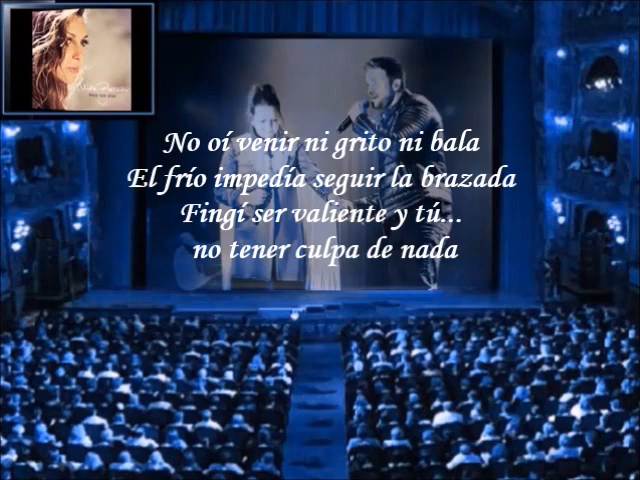 No oí venir ni grito ni bala
El frío impedía seguir la brazada
Fingí ser valiente y tú...
no tener culpa de nada